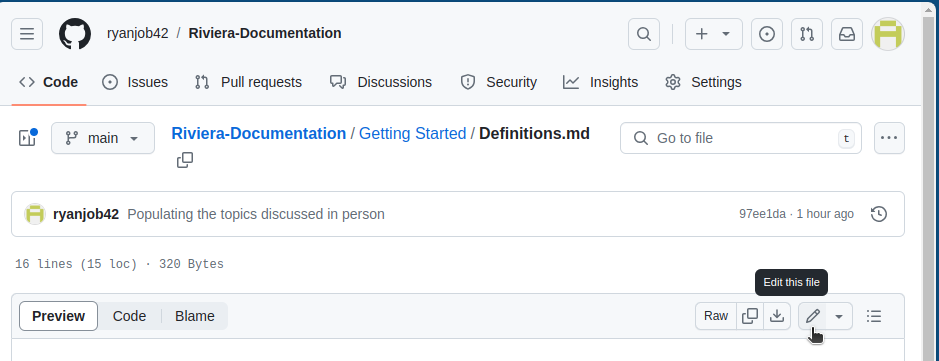 ryanjob42 / Riviera-Documentation
Code Issues Pull requests Discussions Security Insights Settings
main Riviera-Documentation / Getting Started / Definitions.md Go to file t
ryanjob42 Populating the topics discussed in person 97ee1da · 1 hour ago
16 lines (15 loc) · 320 Bytes
Edit this file
Preview Code Blame Raw